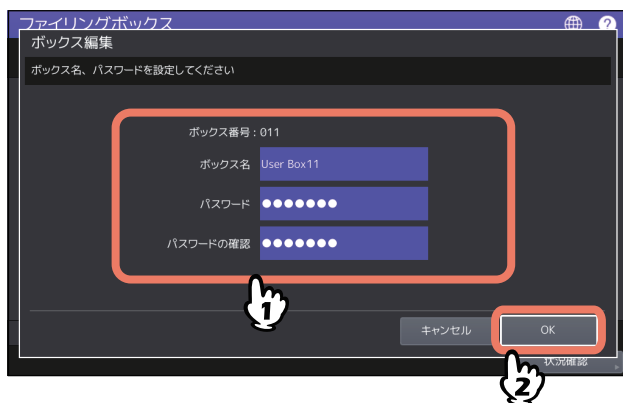 ファイリングボックス
?
ボックス編集
ボックス名、パスワードを設定してください
ボックス番号 : 011
ボックス名 User Box11
パスワード ●●●●●●●
パスワードの確認 ●●●●●●●
1
キャンセル OK
状況確認
2